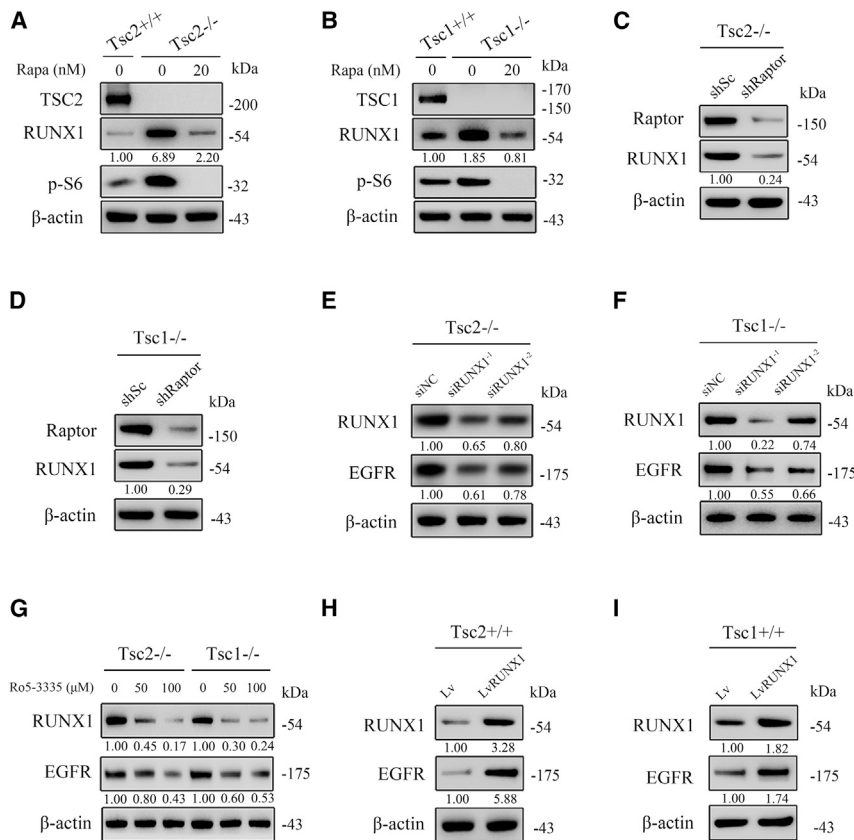 A
Tsc2+/+ Tsc2-/-
Rapa (nM) 0 0 20 kDa
TSC2 -200
RUNX1 -54
1.00 6.89 2.20
p-S6 -32
β-actin -43
B
Tsc1+/+ Tsc1-/-
Rapa (nM) 0 0 20 kDa
-170
TSC1 -150
RUNX1 -54
1.00 1.85 0.81
p-S6 -32
β-actin -43
C
Tsc2-/-
shSc shRaptor kDa
Raptor -150
RUNX1 -54
1.00 0.24
β-actin -43
D
Tsc1-/-
shSc shRaptor kDa
Raptor -150
RUNX1 -54
1.00 0.29
β-actin -43
E
Tsc2-/-
siNC siRUNX1-1 siRUNX1-2 kDa
RUNX1 -54
1.00 0.65 0.80
EGFR -175
1.00 0.61 0.78
β-actin -43
F
Tsc1-/-
siNC siRUNX1-1 siRUNX1-2 kDa
RUNX1 -54
1.00 0.22 0.74
EGFR -175
1.00 0.55 0.66
β-actin -43
G
Tsc2-/- Tsc1-/-
Ro5-3335 (μM) 0 50 100 0 50 100 kDa
RUNX1 -54
1.00 0.45 0.17 1.00 0.30 0.24
EGFR -175
1.00 0.80 0.43 1.00 0.60 0.53
β-actin -43
H
Tsc2+/+
Lv LvRUNX1 kDa
RUNX1 -54
1.00 3.28
EGFR -175
1.00 5.88
β-actin -43
I
Tsc1+/+
Lv LvRUNX1 kDa
RUNX1 -54
1.00 1.82
EGFR -175
1.00 1.74
β-actin -43